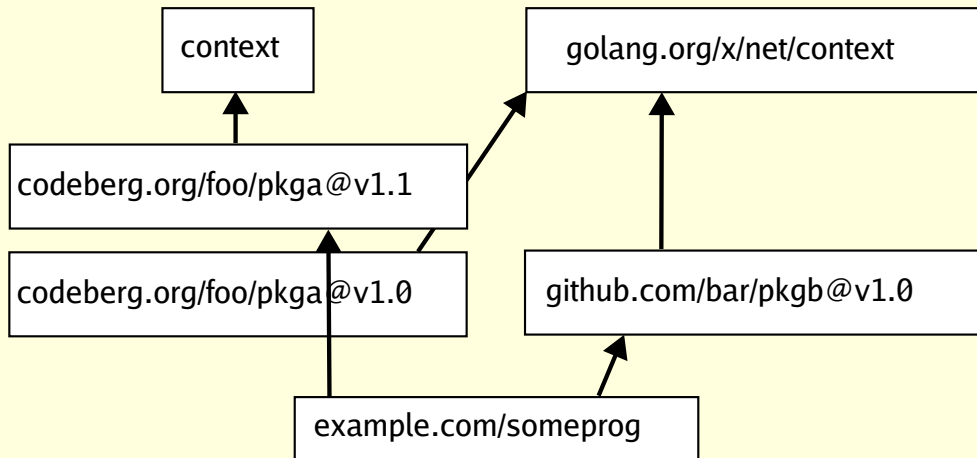 context
golang.org/x/net/context
codeberg.org/foo/pkga@v1.1
codeberg.org/foo/pkga@v1.0
github.com/bar/pkgb@v1.0
example.com/someprog